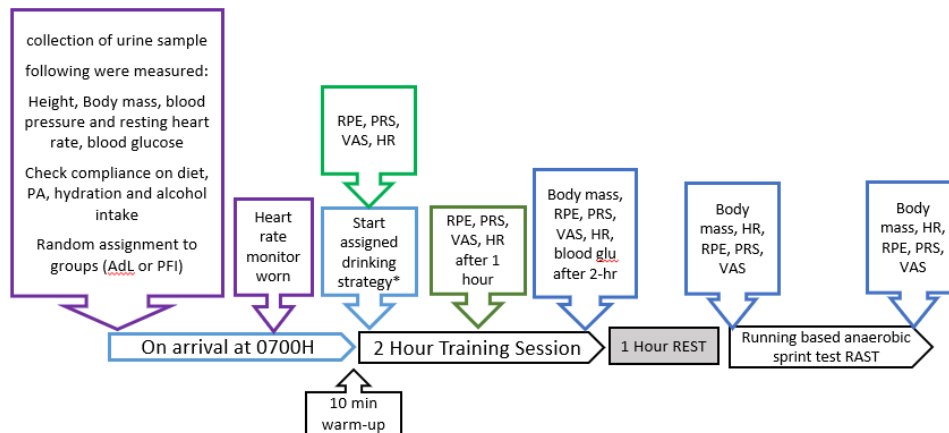 collection of urine sample
following were measured:
Height, Body mass, blood
pressure and resting heart
rate, blood glucose
Check compliance on diet,
PA, hydration and alcohol
intake
Random assignment to
groups (AdL or PFI)
Heart
rate
monitor
worn
RPE, PRS,
VAS, HR
Start
assigned
drinking
strategy*
RPE, PRS,
VAS, HR
after 1
hour
Body mass,
RPE, PRS,
VAS, HR,
blood glu
after 2-hr
Body
mass, HR,
RPE, PRS,
VAS
Body
mass, HR,
RPE, PRS,
VAS
On arrival at 0700H
2 Hour Training Session
1 Hour REST
Running based anaerobic
sprint test RAST
10 min
warm-up